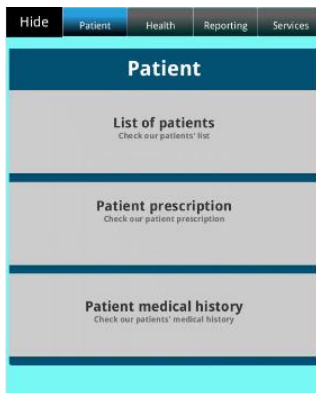 Hide Patient Health Reporting Services
Patient
List of patients
Check our patients' list
Patient prescription
Check our patient prescription
Patient medical history
Check our patients' medical history